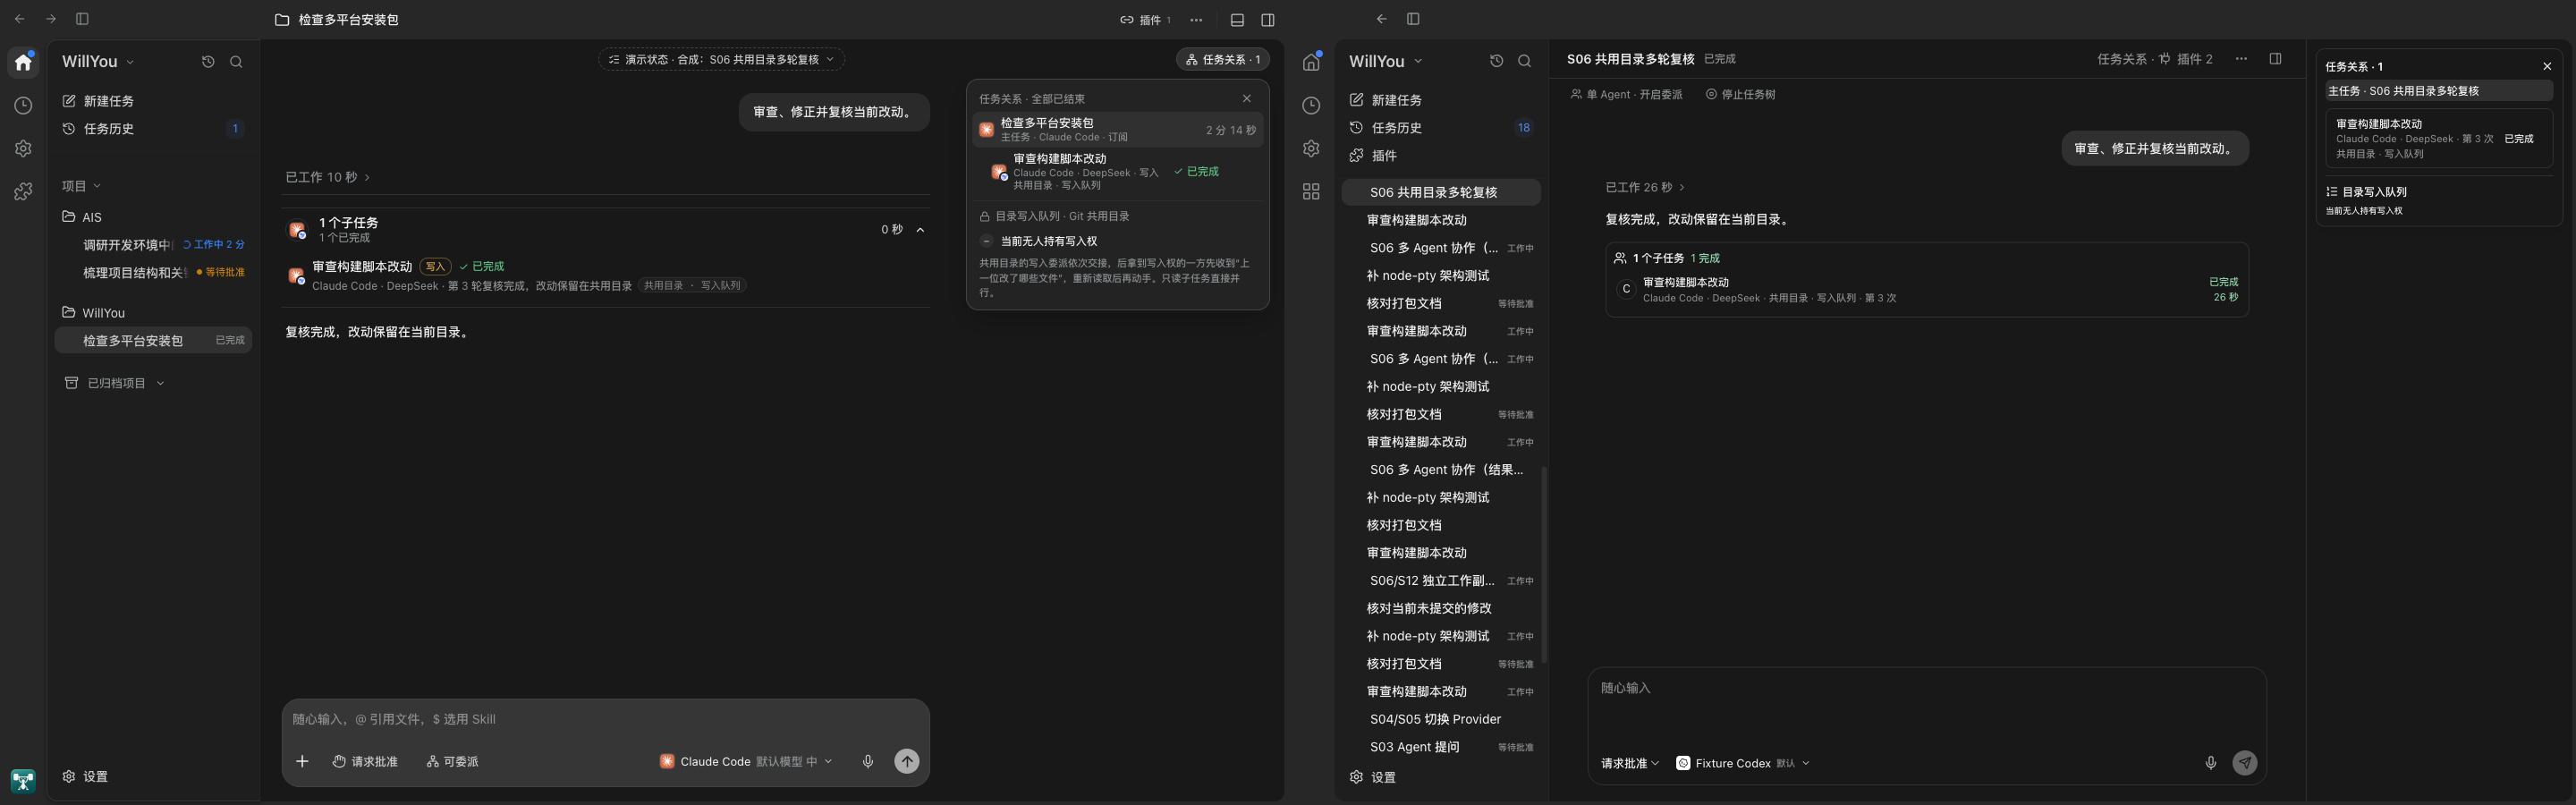 检查多平台安装包
插件 1
WillYou
新建任务
任务历史 1
项目
AIS
调研开发环境中 工作中 2 分
梳理项目结构和关 等待批准
WillYou
检查多平台安装包 已完成
已归档项目
设置
演示状态 · 合成：S06 共用目录多轮复核
任务关系 · 1
审查、修正并复核当前改动。
已工作 10 秒
1 个子任务
1 个已完成
0 秒
审查构建脚本改动 写入 已完成
Claude Code · DeepSeek · 第 3 轮复核完成，改动保留在共用目录 共用目录 · 写入队列
复核完成，改动保留在当前目录。
任务关系 · 全部已结束
检查多平台安装包
主任务 · Claude Code · 订阅
2 分 14 秒
审查构建脚本改动
Claude Code · DeepSeek · 写入
共用目录 · 写入队列
已完成
目录写入队列 · Git 共用目录
当前无人持有写入权
共用目录的写入委派依次交接，后拿到写入权的一方先收到“上
一位改了哪些文件”，重新读取后再动手。只读子任务直接并
行。
随心输入，@ 引用文件，$ 选用 Skill
请求批准 可委派 Claude Code 默认模型 中
WillYou
新建任务
任务历史 18
插件
S06 共用目录多轮复核
审查构建脚本改动
S06 多 Agent 协作（... 工作中
补 node-pty 架构测试
核对打包文档 等待批准
审查构建脚本改动 工作中
S06 多 Agent 协作（... 工作中
补 node-pty 架构测试
核对打包文档 等待批准
审查构建脚本改动 工作中
S06 多 Agent 协作（结果...
补 node-pty 架构测试
核对打包文档
审查构建脚本改动
S06/S12 独立工作副... 工作中
核对当前未提交的修改
补 node-pty 架构测试 工作中
核对打包文档 等待批准
审查构建脚本改动 工作中
S04/S05 切换 Provider
S03 Agent 提问 等待批准
设置
S06 共用目录多轮复核 已完成
任务关系 · 插件 2
单 Agent · 开启委派 停止任务树
审查、修正并复核当前改动。
已工作 26 秒
复核完成，改动保留在当前目录。
1 个子任务 1 完成
审查构建脚本改动 已完成
C
Claude Code · DeepSeek · 共用目录 · 写入队列 · 第 3 次 26 秒
随心输入
请求批准 Fixture Codex 默认
任务关系 · 1
主任务 · S06 共用目录多轮复核
审查构建脚本改动
Claude Code · DeepSeek · 第 3 次 已完成
共用目录 · 写入队列
目录写入队列
当前无人持有写入权